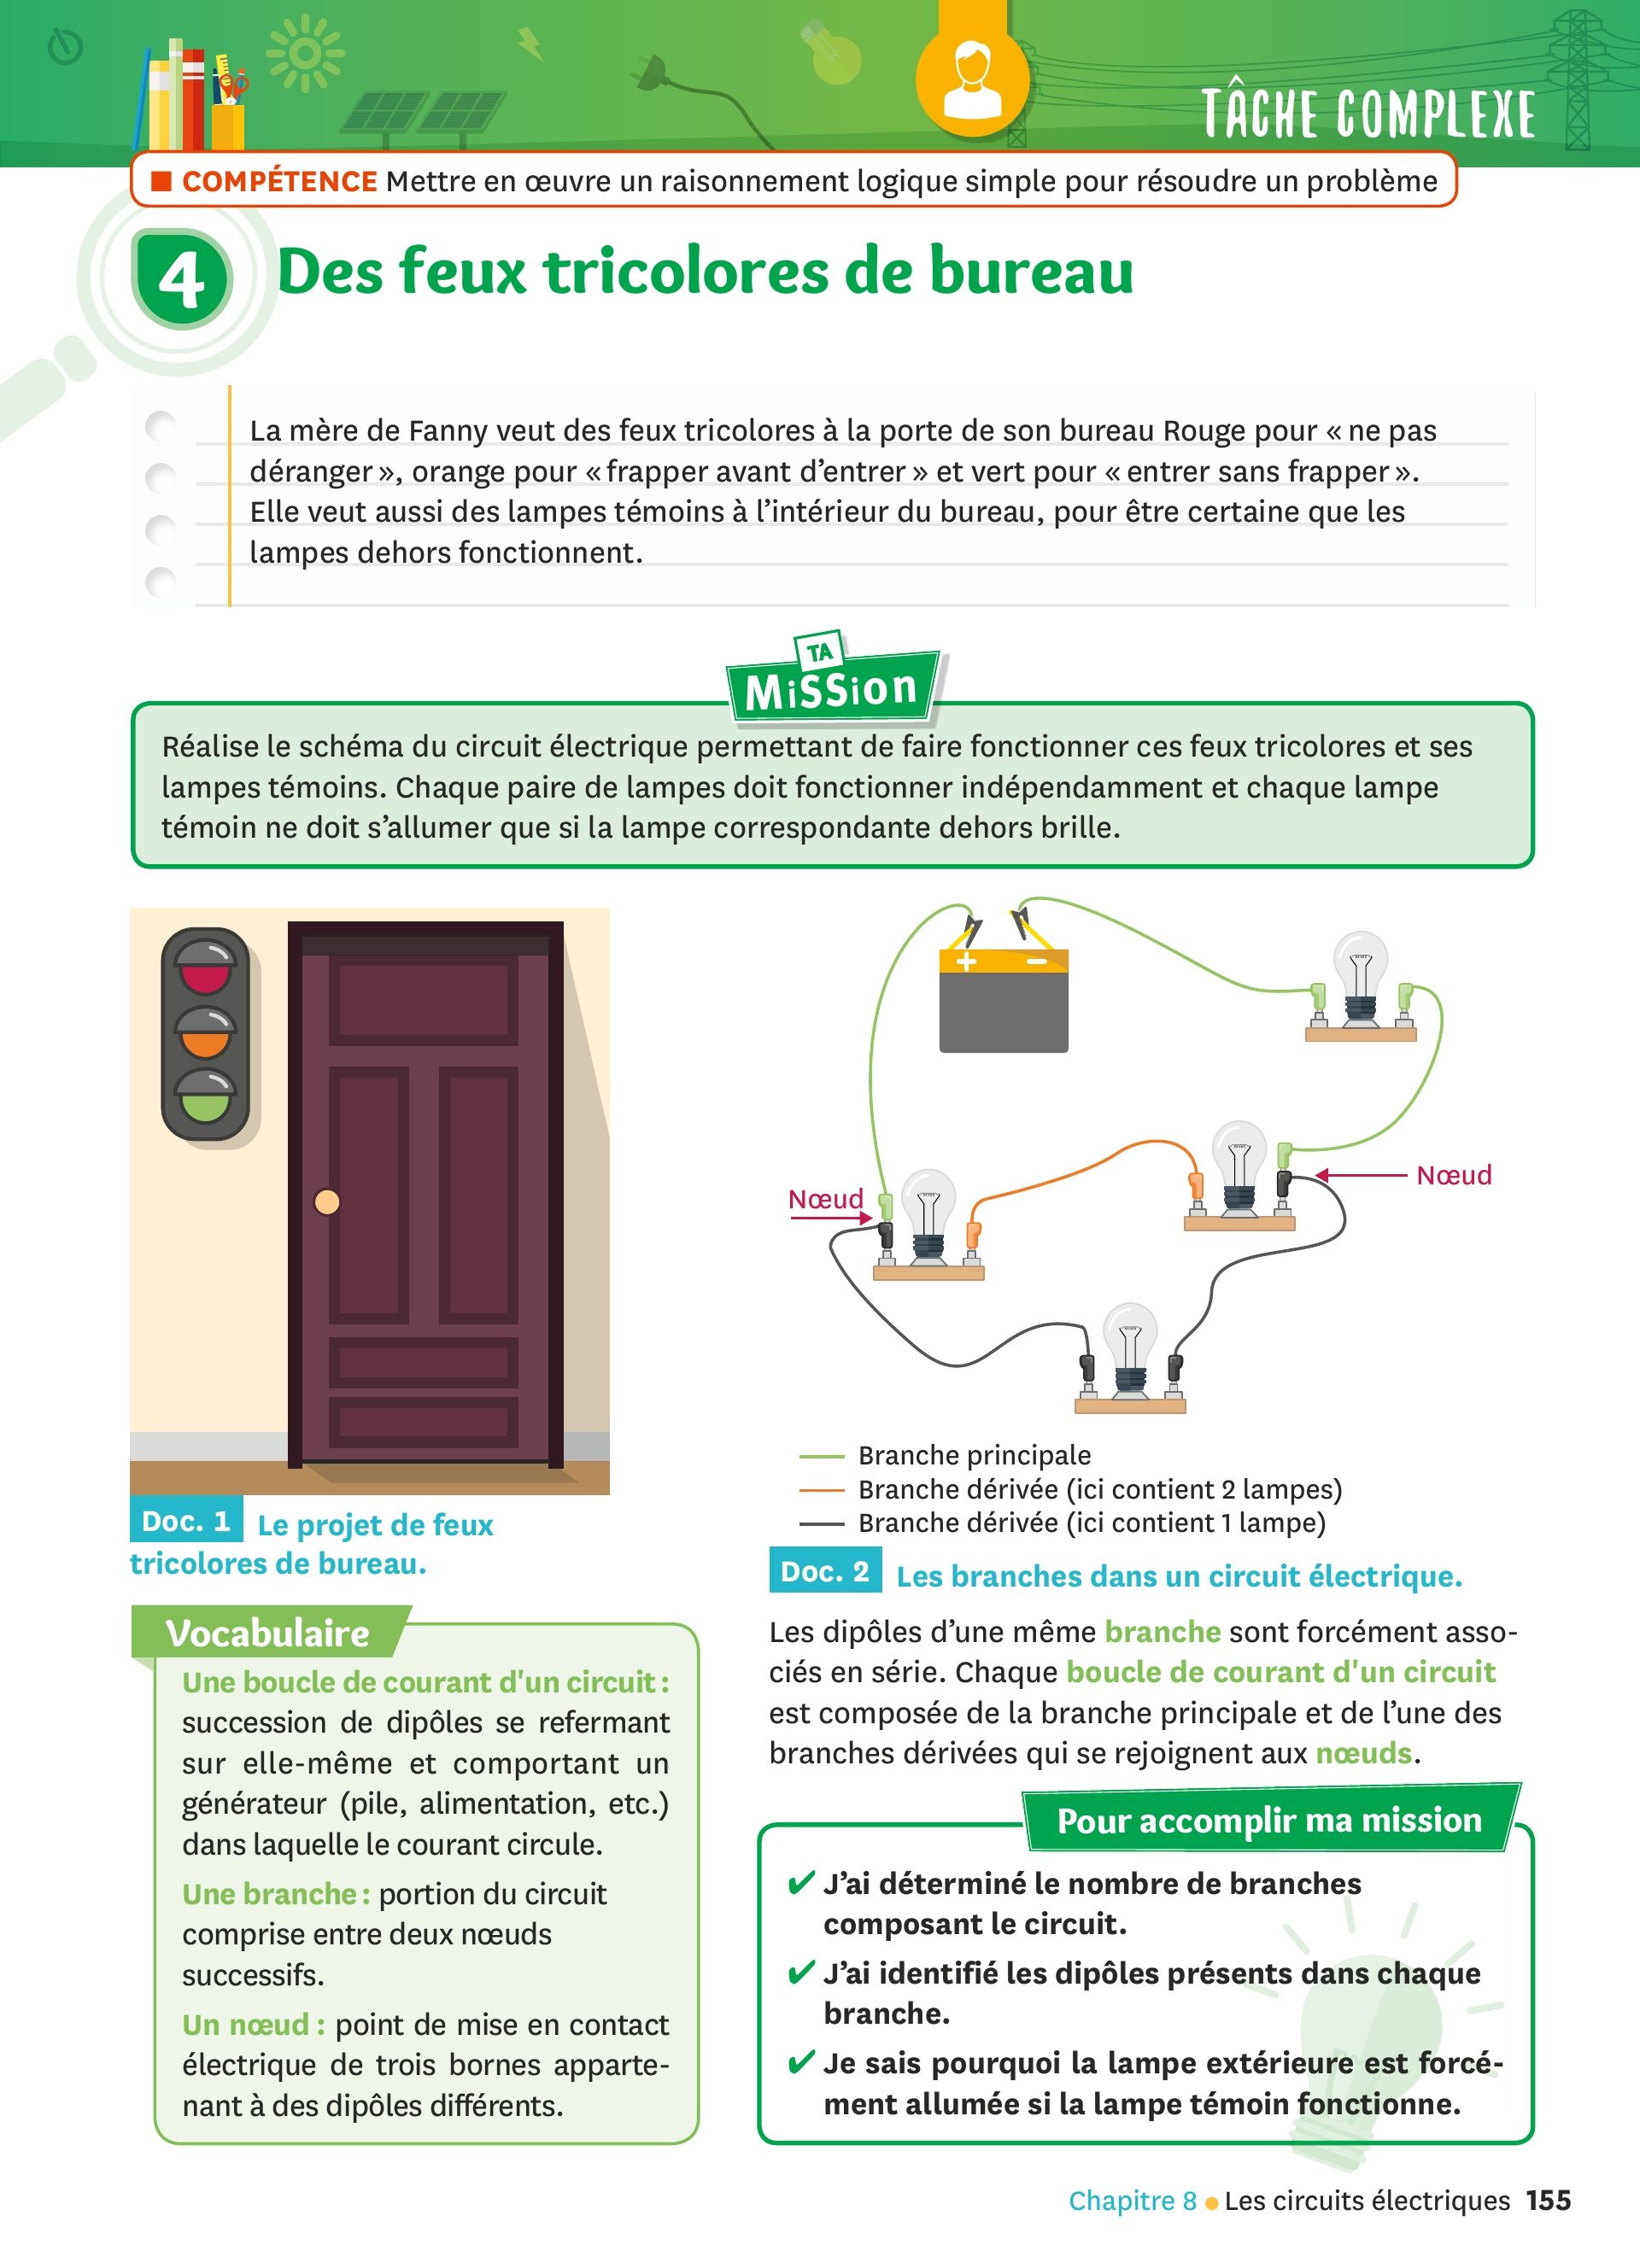 TÂCHE COMPLEXE
■ COMPÉTENCE Mettre en œuvre un raisonnement logique simple pour résoudre un problème
4 Des feux tricolores de bureau
La mère de Fanny veut des feux tricolores à la porte de son bureau Rouge pour « ne pas
déranger », orange pour « frapper avant d’entrer » et vert pour « entrer sans frapper ».
Elle veut aussi des lampes témoins à l’intérieur du bureau, pour être certaine que les
lampes dehors fonctionnent.
TA
MiSSion
Réalise le schéma du circuit électrique permettant de faire fonctionner ces feux tricolores et ses
lampes témoins. Chaque paire de lampes doit fonctionner indépendamment et chaque lampe
témoin ne doit s’allumer que si la lampe correspondante dehors brille.
+ −
Nœud
Nœud
Branche principale
Branche dérivée (ici contient 2 lampes)
Branche dérivée (ici contient 1 lampe)
Doc. 1 Le projet de feux
tricolores de bureau.
Doc. 2 Les branches dans un circuit électrique.
Vocabulaire
Une boucle de courant d'un circuit :
succession de dipôles se refermant
sur elle-même et comportant un
générateur (pile, alimentation, etc.)
dans laquelle le courant circule.
Une branche : portion du circuit
comprise entre deux nœuds
successifs.
Un nœud : point de mise en contact
électrique de trois bornes apparte-
nant à des dipôles différents.
Les dipôles d’une même branche sont forcément asso-
ciés en série. Chaque boucle de courant d'un circuit
est composée de la branche principale et de l’une des
branches dérivées qui se rejoignent aux nœuds.
Pour accomplir ma mission
✔ J’ai déterminé le nombre de branches
composant le circuit.
✔ J’ai identifié les dipôles présents dans chaque
branche.
✔ Je sais pourquoi la lampe extérieure est forcé-
ment allumée si la lampe témoin fonctionne.
Chapitre 8 ● Les circuits électriques 155